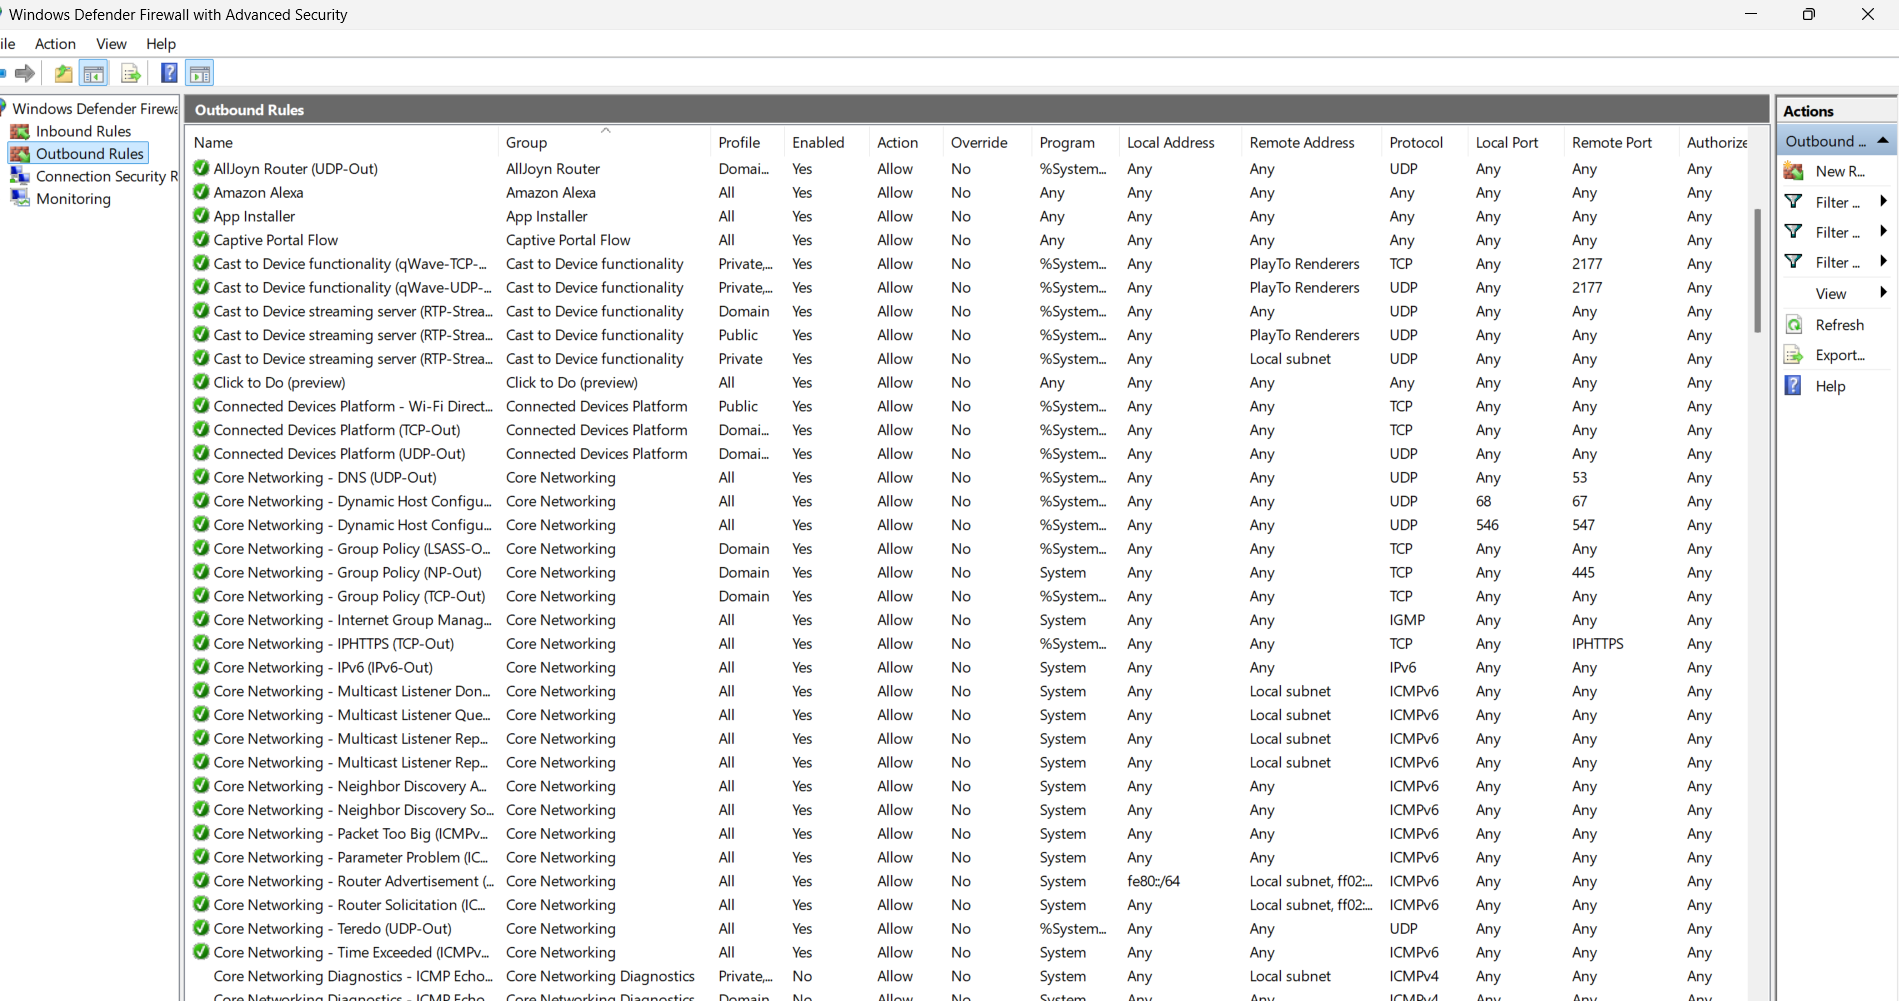 Windows Defender Firewall with Advanced Security
ile Action View Help
Windows Defender Firewa
Inbound Rules
Outbound Rules
Connection Security R
Monitoring
Outbound Rules
Name Group Profile Enabled Action Override Program Local Address Remote Address Protocol Local Port Remote Port Authorize
AllJoyn Router (UDP-Out) AllJoyn Router Domai... Yes Allow No %System... Any Any UDP Any Any Any
Amazon Alexa Amazon Alexa All Yes Allow No Any Any Any Any Any Any Any
App Installer App Installer All Yes Allow No Any Any Any Any Any Any Any
Captive Portal Flow Captive Portal Flow All Yes Allow No Any Any Any Any Any Any Any
Cast to Device functionality (qWave-TCP-... Cast to Device functionality Private,... Yes Allow No %System... Any PlayTo Renderers TCP Any 2177 Any
Cast to Device functionality (qWave-UDP-... Cast to Device functionality Private,... Yes Allow No %System... Any PlayTo Renderers UDP Any 2177 Any
Cast to Device streaming server (RTP-Strea... Cast to Device functionality Domain Yes Allow No %System... Any Any UDP Any Any Any
Cast to Device streaming server (RTP-Strea... Cast to Device functionality Public Yes Allow No %System... Any PlayTo Renderers UDP Any Any Any
Cast to Device streaming server (RTP-Strea... Cast to Device functionality Private Yes Allow No %System... Any Local subnet UDP Any Any Any
Click to Do (preview) Click to Do (preview) All Yes Allow No Any Any Any Any Any Any Any
Connected Devices Platform - Wi-Fi Direct... Connected Devices Platform Public Yes Allow No %System... Any Any TCP Any Any Any
Connected Devices Platform (TCP-Out) Connected Devices Platform Domai... Yes Allow No %System... Any Any TCP Any Any Any
Connected Devices Platform (UDP-Out) Connected Devices Platform Domai... Yes Allow No %System... Any Any UDP Any Any Any
Core Networking - DNS (UDP-Out) Core Networking All Yes Allow No %System... Any Any UDP Any 53 Any
Core Networking - Dynamic Host Configu... Core Networking All Yes Allow No %System... Any Any UDP 68 67 Any
Core Networking - Dynamic Host Configu... Core Networking All Yes Allow No %System... Any Any UDP 546 547 Any
Core Networking - Group Policy (LSASS-O... Core Networking Domain Yes Allow No %System... Any Any TCP Any Any Any
Core Networking - Group Policy (NP-Out) Core Networking Domain Yes Allow No System Any Any TCP Any 445 Any
Core Networking - Group Policy (TCP-Out) Core Networking Domain Yes Allow No %System... Any Any TCP Any Any Any
Core Networking - Internet Group Manag... Core Networking All Yes Allow No System Any Any IGMP Any Any Any
Core Networking - IPHTTPS (TCP-Out) Core Networking All Yes Allow No %System... Any Any TCP Any IPHTTPS Any
Core Networking - IPv6 (IPv6-Out) Core Networking All Yes Allow No System Any Any IPv6 Any Any Any
Core Networking - Multicast Listener Don... Core Networking All Yes Allow No System Any Local subnet ICMPv6 Any Any Any
Core Networking - Multicast Listener Que... Core Networking All Yes Allow No System Any Local subnet ICMPv6 Any Any Any
Core Networking - Multicast Listener Rep... Core Networking All Yes Allow No System Any Local subnet ICMPv6 Any Any Any
Core Networking - Multicast Listener Rep... Core Networking All Yes Allow No System Any Local subnet ICMPv6 Any Any Any
Core Networking - Neighbor Discovery A... Core Networking All Yes Allow No System Any Any ICMPv6 Any Any Any
Core Networking - Neighbor Discovery So... Core Networking All Yes Allow No System Any Any ICMPv6 Any Any Any
Core Networking - Packet Too Big (ICMPv... Core Networking All Yes Allow No System Any Any ICMPv6 Any Any Any
Core Networking - Parameter Problem (IC... Core Networking All Yes Allow No System Any Any ICMPv6 Any Any Any
Core Networking - Router Advertisement (... Core Networking All Yes Allow No System fe80::/64 Local subnet, ff02:... ICMPv6 Any Any Any
Core Networking - Router Solicitation (IC... Core Networking All Yes Allow No System Any Local subnet, ff02:... ICMPv6 Any Any Any
Core Networking - Teredo (UDP-Out) Core Networking All Yes Allow No %System... Any Any UDP Any Any Any
Core Networking - Time Exceeded (ICMPv... Core Networking All Yes Allow No System Any Any ICMPv6 Any Any Any
Core Networking Diagnostics - ICMP Echo... Core Networking Diagnostics Private,... No Allow No System Any Local subnet ICMPv4 Any Any Any
Core Networking Diagnostics - ICMP Echo... Core Networking Diagnostics Domain No Allow No System Any Any ICMPv4 Any Any Any
Actions
Outbound ...
New R...
Filter ...
Filter ...
Filter ...
View
Refresh
Export...
Help